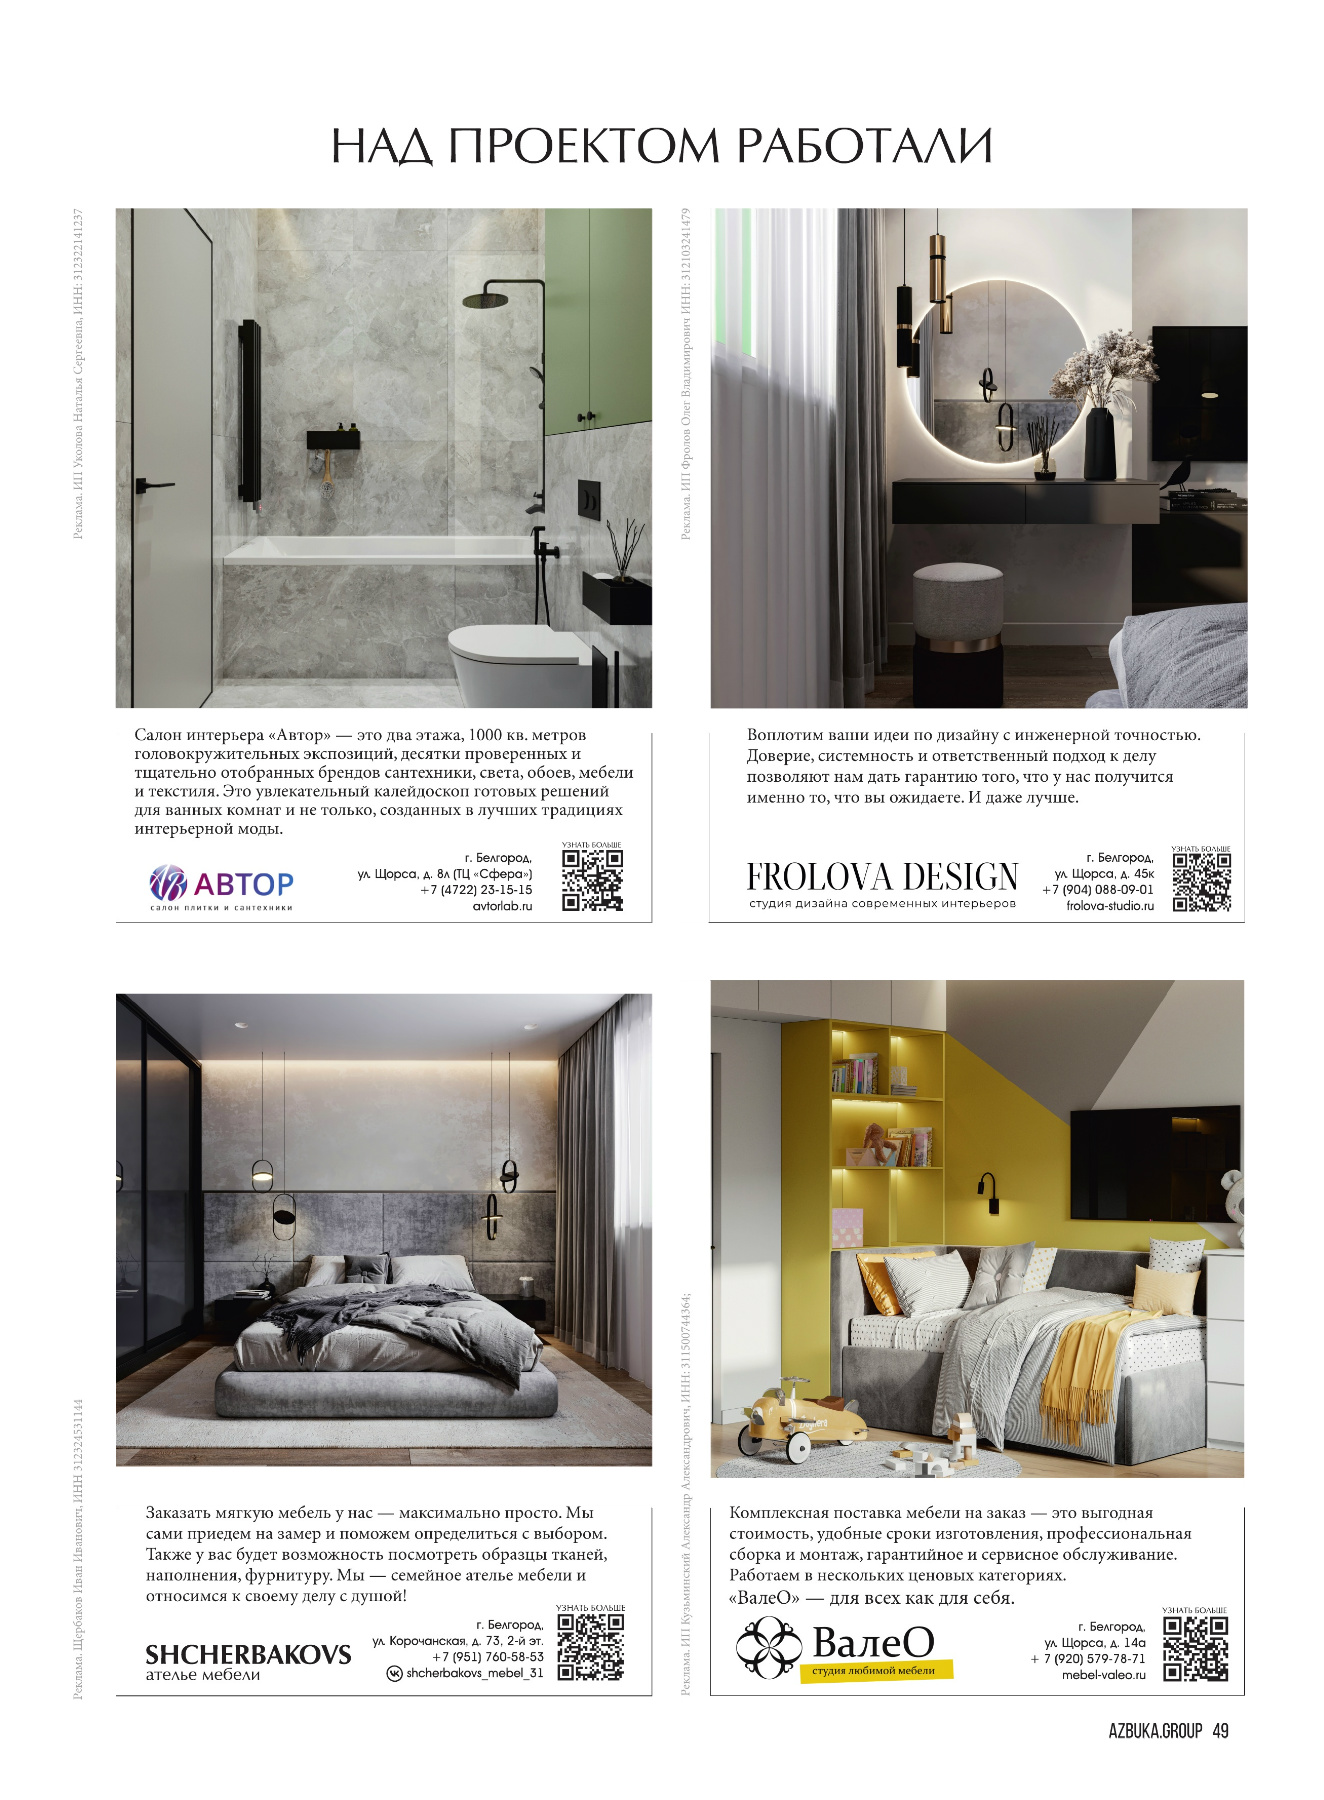 НАД ПРОЕКТОМ РАБОТАЛИ
Реклама. ИП Уколова Наталья Сергеевна, ИНН: 312322141237
Салон интерьера «Автор» — это два этажа, 1000 кв. метров
головокружительных экспозиций, десятки проверенных и
тщательно отобранных брендов сантехники, света, обоев, мебели
и текстиля. Это увлекательный калейдоскоп готовых решений
для ванных комнат и не только, созданных в лучших традициях
интерьерной моды.
АВТОР
салон плитки и сантехники
г. Белгород,
ул. Щорса, д. 8л (ТЦ «Сфера»)
+7 (4722) 23-15-15
avtorlab.ru
УЗНАТЬ БОЛЬШЕ
Реклама. ИП Фролов Олег Владимирович ИНН: 312103241479
Воплотим ваши идеи по дизайну с инженерной точностью.
Доверие, системность и ответственный подход к делу
позволяют нам дать гарантию того, что у нас получится
именно то, что вы ожидаете. И даже лучше.
FROLOVA DESIGN
студия дизайна современных интерьеров
г. Белгород,
ул. Щорса, д. 45к
+7 (904) 088-09-01
frolova-studio.ru
УЗНАТЬ БОЛЬШЕ
Реклама. Щербаков Иван Иванович, ИНН 312324531144
Заказать мягкую мебель у нас — максимально просто. Мы
сами приедем на замер и поможем определиться с выбором.
Также у вас будет возможность посмотреть образцы тканей,
наполнения, фурнитуру. Мы — семейное ателье мебели и
относимся к своему делу с душой!
SHCHERBAKOVS
ателье мебели
г. Белгород,
ул. Корочанская, д. 73, 2-й эт.
+7 (951) 760-58-53
shcherbakovs_mebel_31
УЗНАТЬ БОЛЬШЕ
Реклама. ИП Кузьминский Александр Александрович, ИНН: 311500744364;
Комплексная поставка мебели на заказ — это выгодная
стоимость, удобные сроки изготовления, профессиональная
сборка и монтаж, гарантийное и сервисное обслуживание.
Работаем в нескольких ценовых категориях.
«ВалеО» — для всех как для себя.
ВалеО
студия любимой мебели
г. Белгород,
ул. Щорса, д. 14а
+ 7 (920) 579-78-71
mebel-valeo.ru
УЗНАТЬ БОЛЬШЕ
AZBUKA.GROUP 49